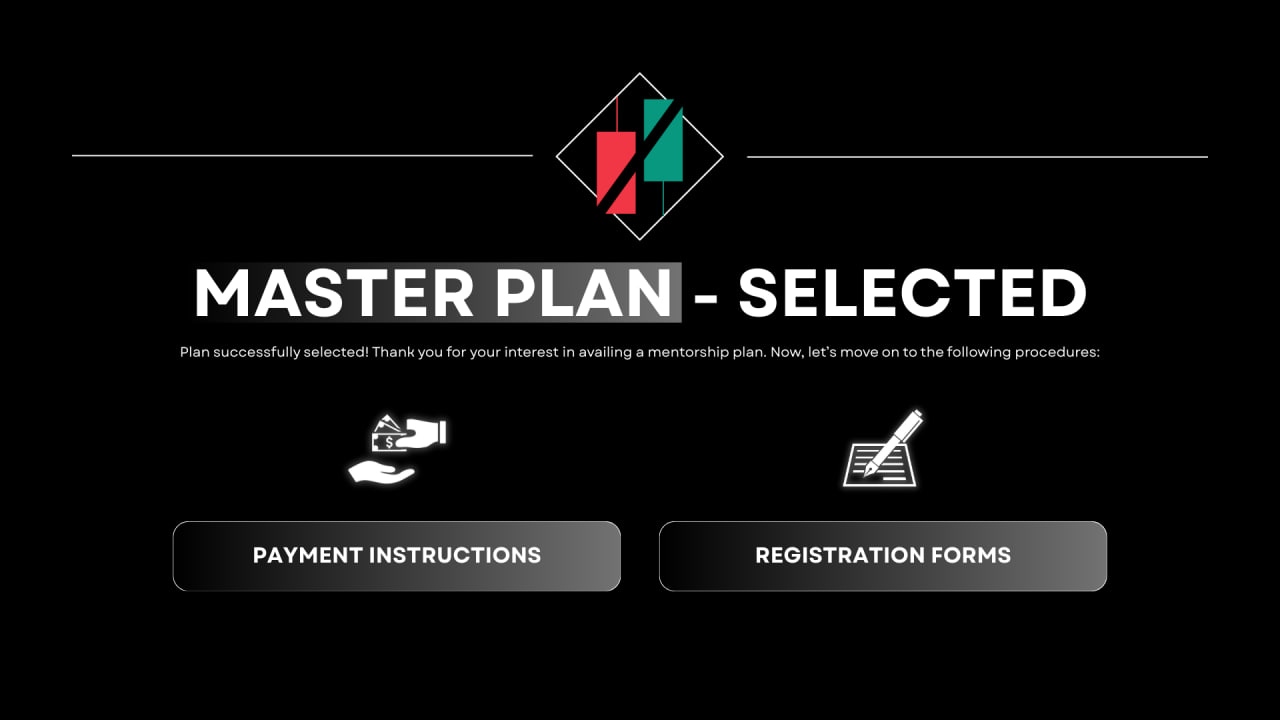 MASTER PLAN - SELECTED
Plan successfully selected! Thank you for your interest in availing a mentorship plan. Now, let's move on to the following procedures:
$
PAYMENT INSTRUCTIONS
REGISTRATION FORMS